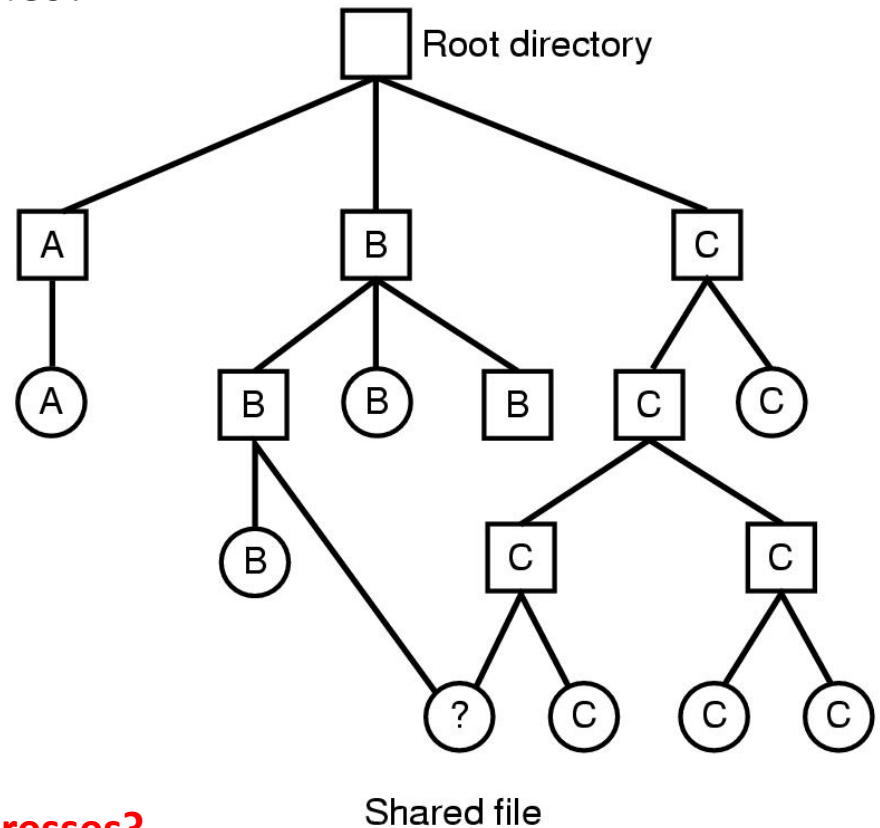 Root directory
A B C
A B B B C C
B C C
? C C C
Shared file